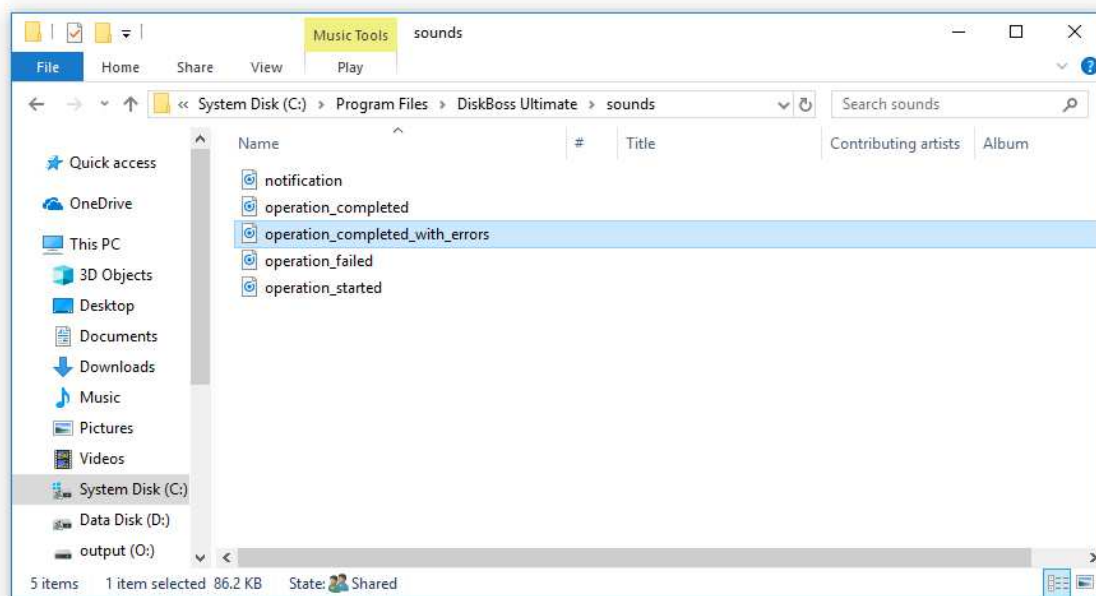 Music Tools sounds
File Home Share View Play
« System Disk (C:) › Program Files › DiskBoss Ultimate › sounds Search sounds
Name # Title Contributing artists Album
Quick access
OneDrive
This PC
3D Objects
Desktop
Documents
Downloads
Music
Pictures
Videos
System Disk (C:)
Data Disk (D:)
output (O:)
notification
operation_completed
operation_completed_with_errors
operation_failed
operation_started
5 items 1 item selected 86.2 KB State: Shared